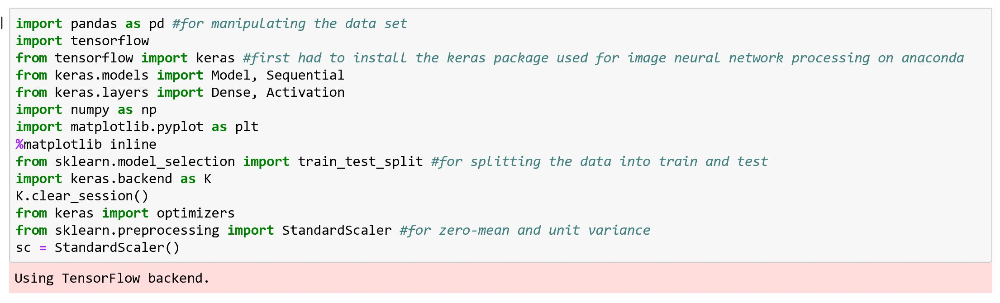 import pandas as pd #for manipulating the data set
import tensorflow
from tensorflow import keras #first had to install the keras package used for image neural network processing on anaconda
from keras.models import Model, Sequential
from keras.layers import Dense, Activation
import numpy as np
import matplotlib.pyplot as plt
%matplotlib inline
from sklearn.model_selection import train_test_split #for splitting the data into train and test
import keras.backend as K
K.clear_session()
from keras import optimizers
from sklearn.preprocessing import StandardScaler #for zero-mean and unit variance
sc = StandardScaler()
Using TensorFlow backend.